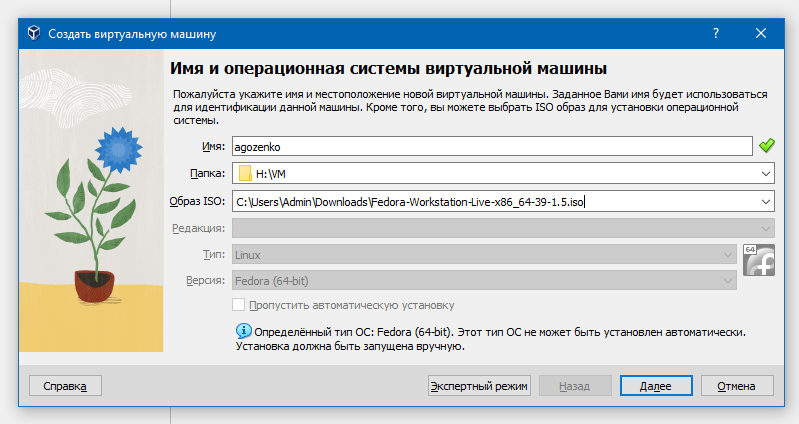 Создать виртуальную машину
Имя и операционная системы виртуальной машины
Пожалуйста укажите имя и местоположение новой виртуальной машины. Заданное Вами имя будет использоваться
для идентификации данной машины. Кроме того, вы можете выбрать ISO образ для установки операционной
системы.
Имя: agozenko
Папка: H:\VM
Образ ISO: C:\Users\Admin\Downloads\Fedora-Workstation-Live-x86_64-39-1.5.iso
Редакция:
Тип: Linux
64
Версия: Fedora (64-bit)
Пропустить автоматическую установку
Определённый тип ОС: Fedora (64-bit). Этот тип ОС не может быть установлен автоматически.
Установка должна быть запущена вручную.
Справка Экспертный режим Назад Далее Отмена